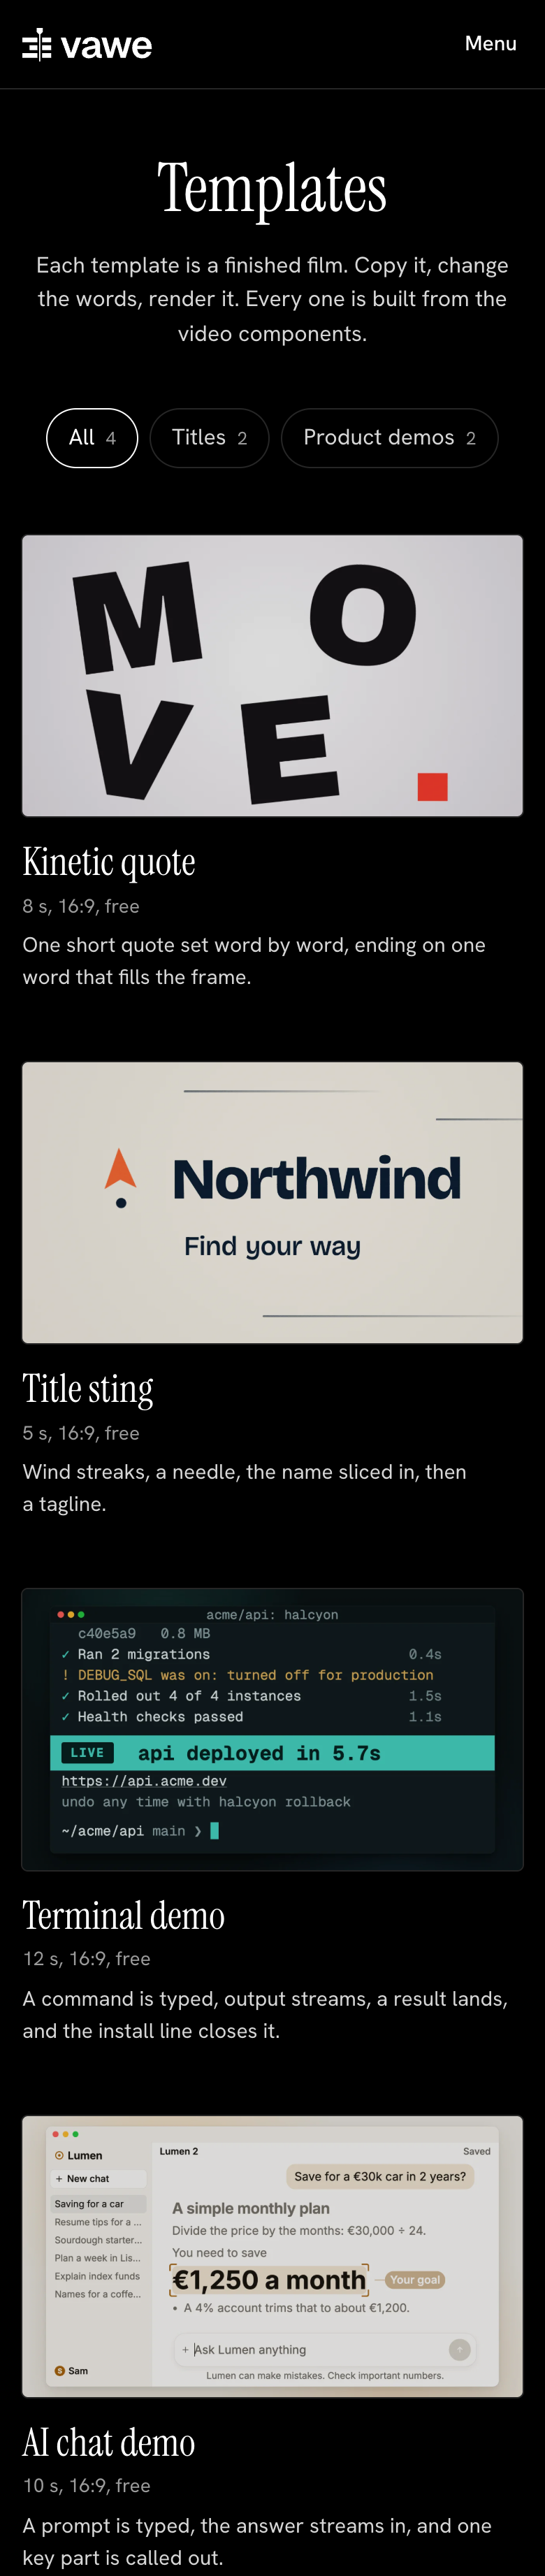 vawe
Menu
Templates
Each template is a finished film. Copy it, change
the words, render it. Every one is built from the
video components.
All 4
Titles 2
Product demos 2
M O
V E .
Kinetic quote
8 s, 16:9, free
One short quote set word by word, ending on one
word that fills the frame.
Northwind
Find your way
Title sting
5 s, 16:9, free
Wind streaks, a needle, the name sliced in, then
a tagline.
acme/api: halcyon
c40e5a9 0.8 MB
✓ Ran 2 migrations 0.4s
! DEBUG_SQL was on: turned off for production
✓ Rolled out 4 of 4 instances 1.5s
✓ Health checks passed 1.1s
LIVE api deployed in 5.7s
https://api.acme.dev
undo any time with halcyon rollback
~/acme/api main ❯
Terminal demo
12 s, 16:9, free
A command is typed, output streams, a result lands,
and the install line closes it.
Lumen
+ New chat
Saving for a car
Resume tips for a ...
Sourdough starter...
Plan a week in Lis...
Explain index funds
Names for a coffe...
S Sam
Lumen 2
Saved
Save for a €30k car in 2 years?
A simple monthly plan
Divide the price by the months: €30,000 ÷ 24.
You need to save
€1,250 a month
Your goal
• A 4% account trims that to about €1,200.
+ Ask Lumen anything
Lumen can make mistakes. Check important numbers.
AI chat demo
10 s, 16:9, free
A prompt is typed, the answer streams in, and one
key part is called out.